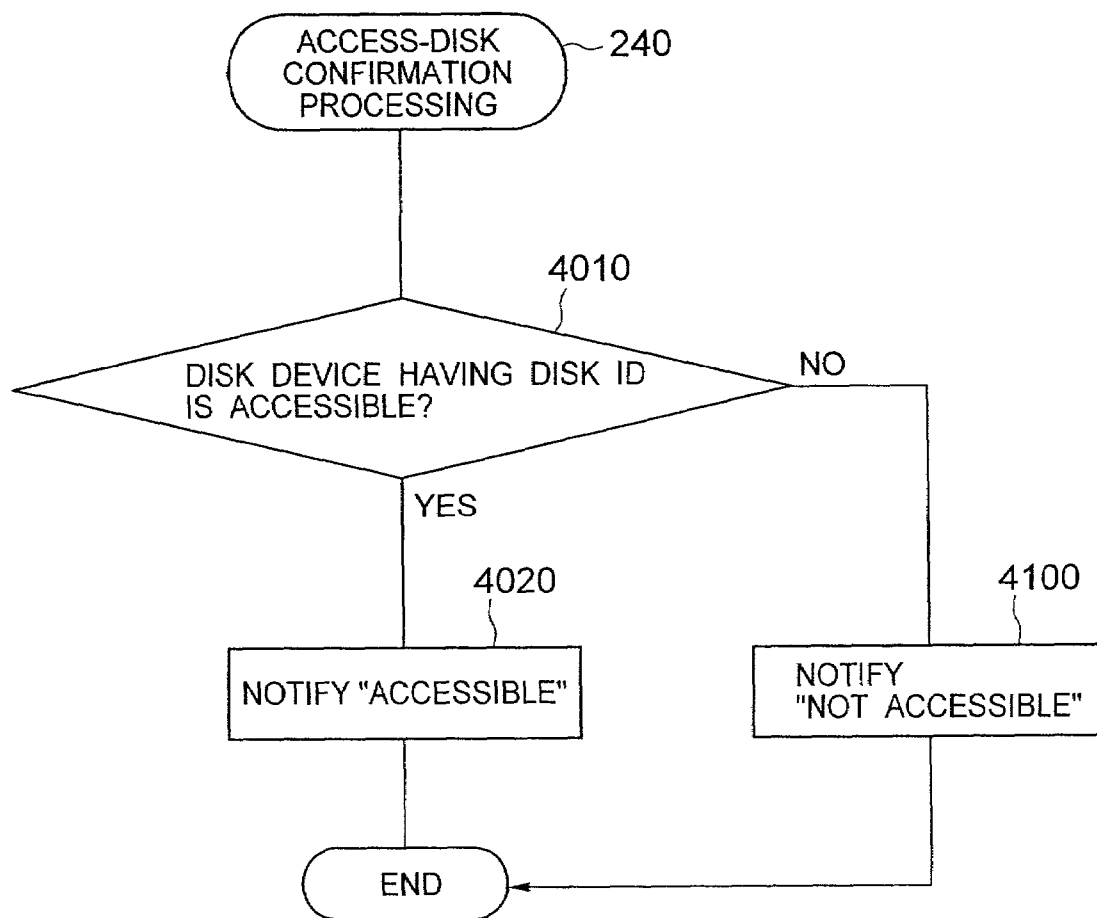 ACCESS-DISK
CONFIRMATION
PROCESSING
240
4010
DISK DEVICE HAVING DISK ID
IS ACCESSIBLE?
NO
YES
4020
NOTIFY "ACCESSIBLE"
4100
NOTIFY
"NOT ACCESSIBLE"
END